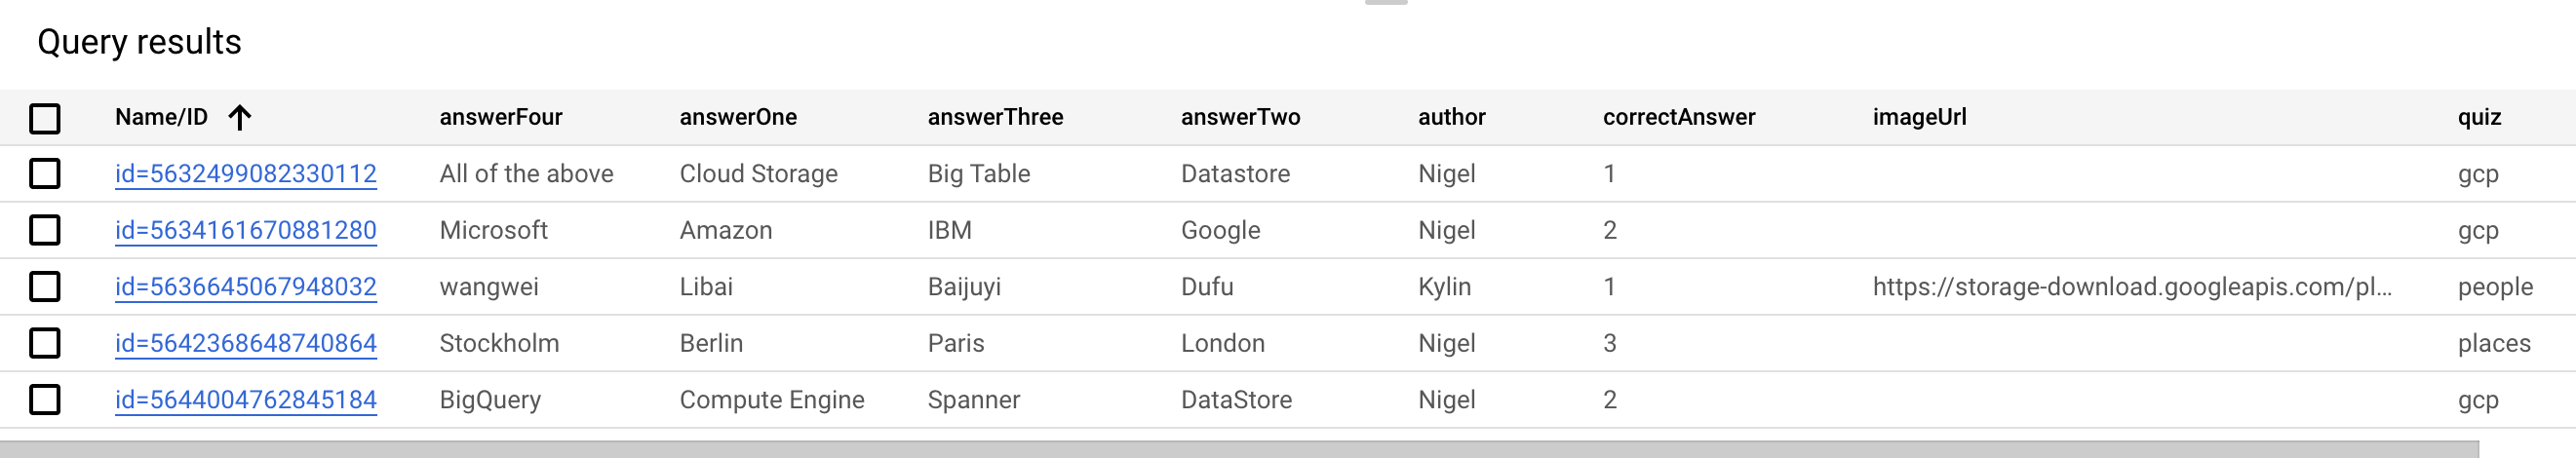 Query results
Name/ID ↑ answerFour answerOne answerThree answerTwo author correctAnswer imageUrl quiz
id=5632499082330112 All of the above Cloud Storage Big Table Datastore Nigel 1 gcp
id=5634161670881280 Microsoft Amazon IBM Google Nigel 2 gcp
id=5636645067948032 wangwei Libai Baijuyi Dufu Kylin 1 https://storage-download.googleapis.com/pl... people
id=5642368648740864 Stockholm Berlin Paris London Nigel 3 places
id=5644004762845184 BigQuery Compute Engine Spanner DataStore Nigel 2 gcp